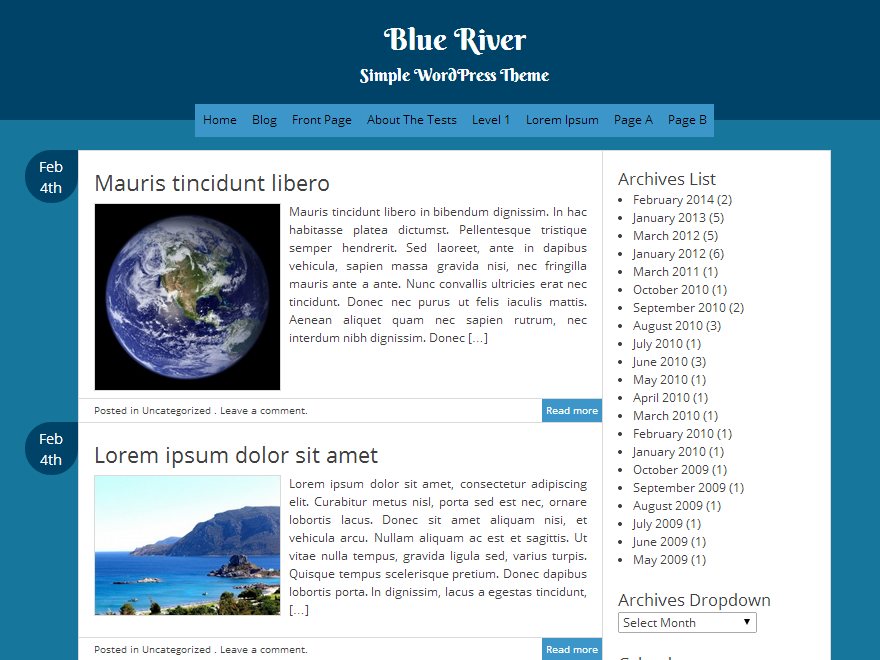 Blue River
Simple WordPress Theme
Home Blog Front Page About The Tests Level 1 Lorem Ipsum Page A Page B
Feb
4th
Mauris tincidunt libero
Mauris tincidunt libero in bibendum dignissim. In hac
habitasse platea dictumst. Pellentesque tristique
semper hendrerit. Sed laoreet, ante in dapibus
vehicula, sapien massa gravida nisi, nec fringilla
mauris ante a ante. Nunc convallis ultricies erat nec
tincidunt. Donec nec purus ut felis iaculis mattis.
Aenean aliquet quam nec sapien rutrum, nec
interdum nibh dignissim. Donec [...]
Posted in Uncategorized . Leave a comment.
Read more
Feb
4th
Lorem ipsum dolor sit amet
Lorem ipsum dolor sit amet, consectetur adipiscing
elit. Curabitur metus nisl, porta sed est nec, ornare
lobortis lacus. Donec sit amet aliquam nisi, et
vehicula arcu. Nullam aliquam ac est et sagittis. Ut
vitae nulla tempus, gravida ligula sed, varius turpis.
Quisque tempus scelerisque pretium. Donec dapibus
lobortis porta. In dignissim, lacus a egestas tincidunt,
[...]
Posted in Uncategorized . Leave a comment.
Read more
Archives List
February 2014 (2)
January 2013 (5)
March 2012 (5)
January 2012 (6)
March 2011 (1)
October 2010 (1)
September 2010 (2)
August 2010 (3)
July 2010 (1)
June 2010 (3)
May 2010 (1)
April 2010 (1)
March 2010 (1)
February 2010 (1)
January 2010 (1)
October 2009 (1)
September 2009 (1)
August 2009 (1)
July 2009 (1)
June 2009 (1)
May 2009 (1)
Archives Dropdown
Select Month